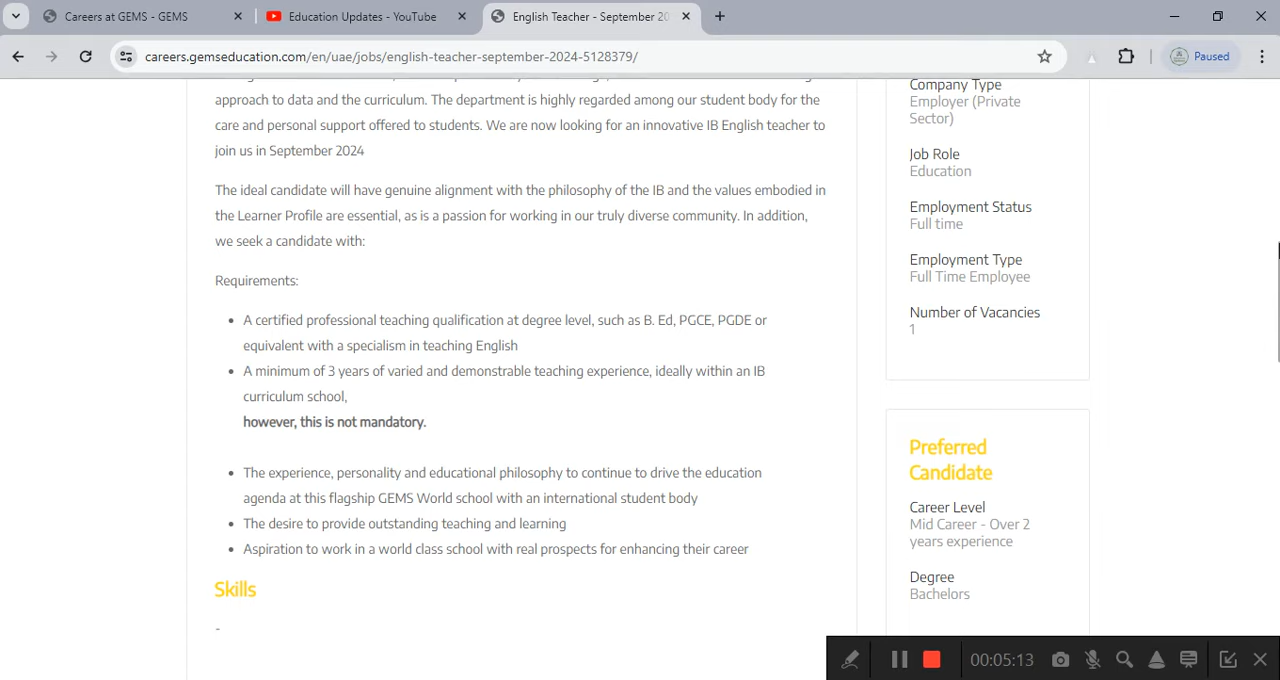 Careers at GEMS - GEMS
Education Updates - YouTube
English Teacher - September 20
careers.gemseducation.com/en/uae/jobs/english-teacher-september-2024-5128379/
Paused
approach to data and the curriculum. The department is highly regarded among our student body for the
care and personal support offered to students. We are now looking for an innovative IB English teacher to
join us in September 2024
The ideal candidate will have genuine alignment with the philosophy of the IB and the values embodied in
the Learner Profile are essential, as is a passion for working in our truly diverse community. In addition,
we seek a candidate with:
Requirements:
• A certified professional teaching qualification at degree level, such as B. Ed, PGCE, PGDE or
equivalent with a specialism in teaching English
• A minimum of 3 years of varied and demonstrable teaching experience, ideally within an IB
curriculum school,
however, this is not mandatory.
• The experience, personality and educational philosophy to continue to drive the education
agenda at this flagship GEMS World school with an international student body
• The desire to provide outstanding teaching and learning
• Aspiration to work in a world class school with real prospects for enhancing their career
Skills
-
Company Type
Employer (Private
Sector)
Job Role
Education
Employment Status
Full time
Employment Type
Full Time Employee
Number of Vacancies
1
Preferred
Candidate
Career Level
Mid Career - Over 2
years experience
Degree
Bachelors
00:05:13